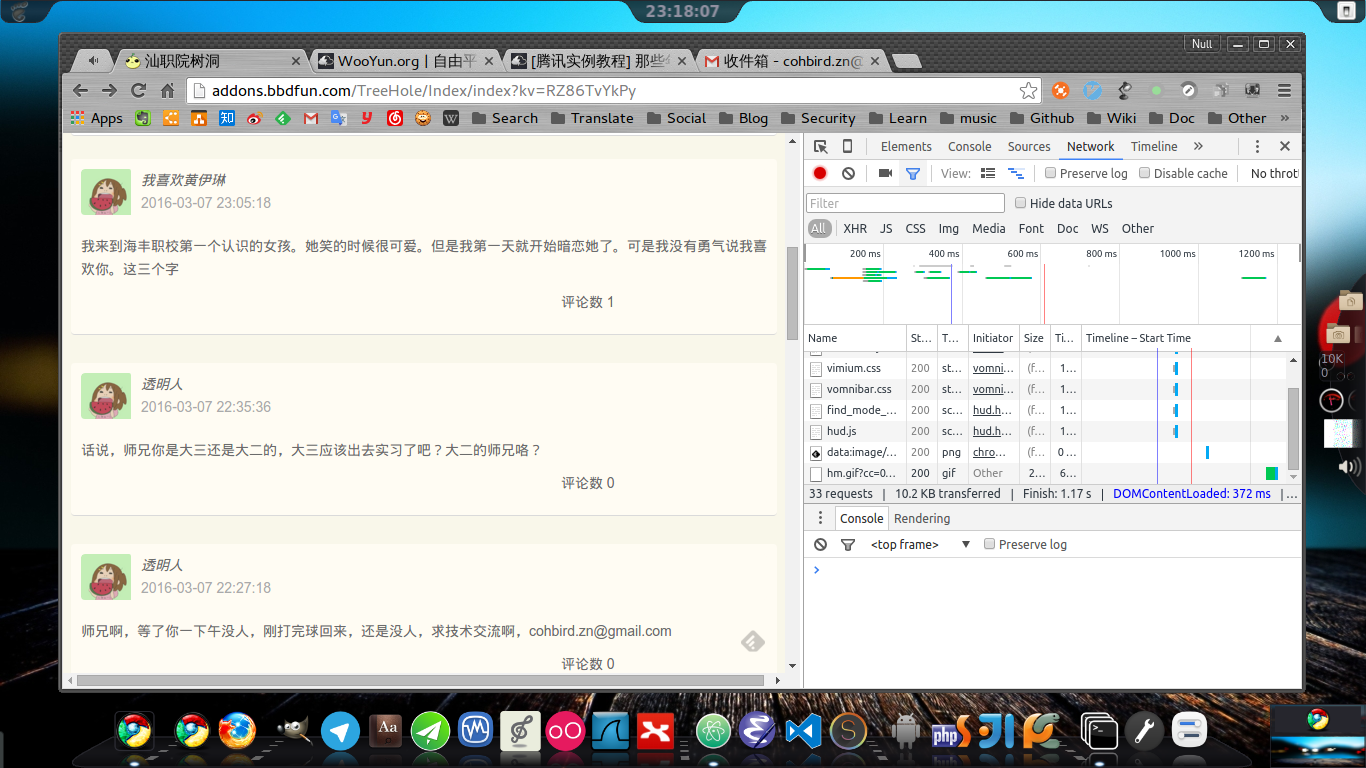 23:18:07
Null
汕职院树洞
WooYun.org | 自由平
[腾讯实例教程] 那些
收件箱 - cohbird.zn@
addons.bbdfun.com/TreeHole/Index/index?kv=RZ86TvYkPy
Apps 知 y W Search Translate Social Blog Security Learn music Github Wiki Doc Other »
我喜欢黄伊琳
2016-03-07 23:05:18
我来到海丰职校第一个认识的女孩。她笑的时候很可爱。但是我第一天就开始暗恋她了。可是我没有勇气说我喜
欢你。这三个字
评论数 1
透明人
2016-03-07 22:35:36
话说，师兄你是大三还是大二的，大三应该出去实习了吧？大二的师兄咯？
评论数 0
透明人
2016-03-07 22:27:18
师兄啊，等了你一下午没人，刚打完球回来，还是没人，求技术交流啊，cohbird.zn@gmail.com
评论数 0
Elements Console Sources Network Timeline »
View: Preserve log Disable cache No thrott
Filter Hide data URLs
All XHR JS CSS Img Media Font Doc WS Other
200 ms 400 ms 600 ms 800 ms 1000 ms 1200 ms
Name St... T... Initiator Size Ti... Timeline – Start Time
vimium.css 200 st... vomni... (f... 1...
vomnibar.css 200 st... vomni... (f... 1...
find_mode_... 200 sc... hud.h... (f... 1...
hud.js 200 sc... hud.h... (f... 1...
data:image/... 200 png chro... (f... 0 ...
hm.gif?cc=0... 200 gif Other 2... 6...
33 requests | 10.2 KB transferred | Finish: 1.17 s | DOMContentLoaded: 372 ms | ...
Console Rendering
<top frame> Preserve log
10K
0
Aa
php